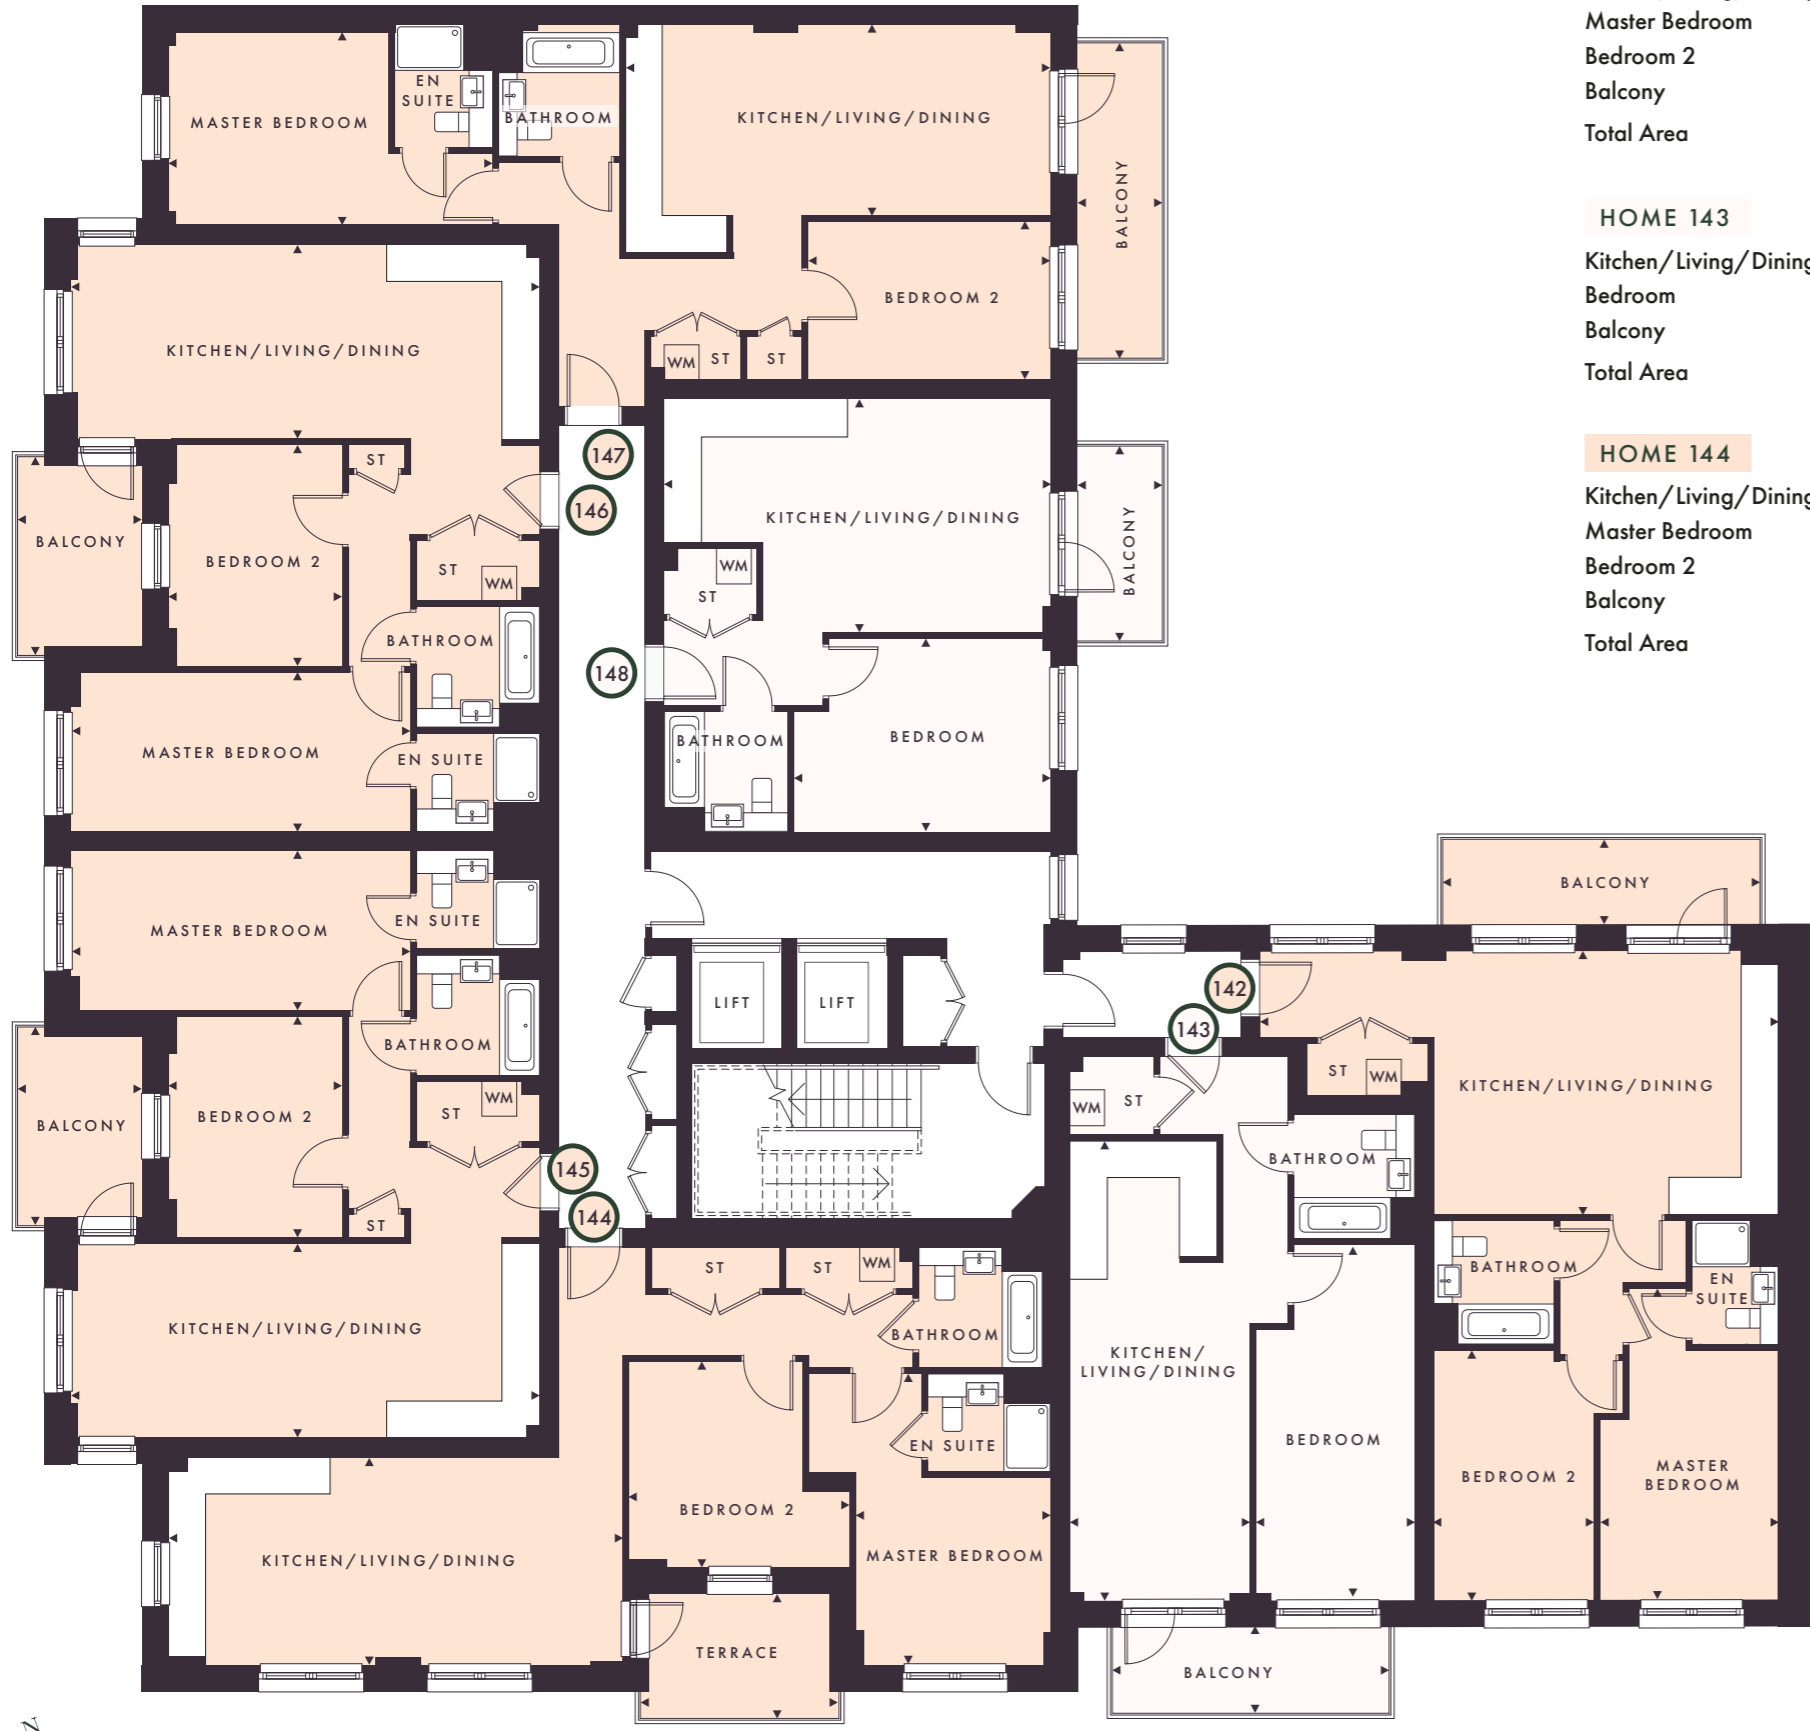 Master Bedroom
Bedroom 2
Balcony
Total Area
HOME 143
Kitchen/Living/Dining
Bedroom
Balcony
Total Area
HOME 144
Kitchen/Living/Dining
Master Bedroom
Bedroom 2
Balcony
Total Area
MASTER BEDROOM
EN
SUITE
BATHROOM
KITCHEN/LIVING/DINING
BALCONY
BEDROOM 2
WM
ST
ST
KITCHEN/LIVING/DINING
147
146
ST
BALCONY
BEDROOM 2
ST
WM
BATHROOM
MASTER BEDROOM
EN SUITE
148
KITCHEN/LIVING/DINING
BALCONY
WM
ST
BATHROOM
BEDROOM
MASTER BEDROOM
EN SUITE
BATHROOM
BALCONY
BEDROOM 2
ST
WM
ST
145
144
KITCHEN/LIVING/DINING
LIFT
LIFT
142
143
BALCONY
ST
WM
KITCHEN/LIVING/DINING
WM
ST
BATHROOM
KITCHEN/
LIVING/DINING
BEDROOM
BALCONY
BATHROOM
EN
SUITE
BEDROOM 2
MASTER
BEDROOM
ST
ST
WM
BATHROOM
EN SUITE
BEDROOM 2
MASTER BEDROOM
KITCHEN/LIVING/DINING
TERRACE
N